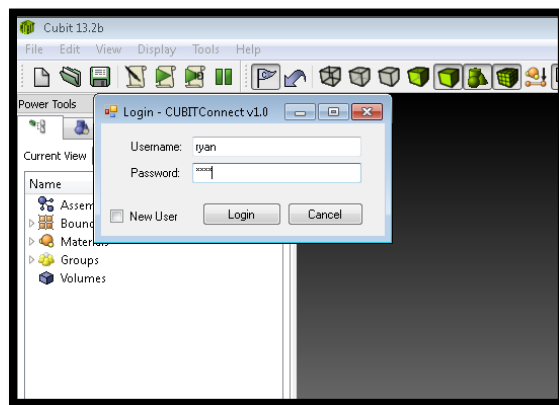 Cubit 13.2b
File Edit View Display Tools Help
Power Tools
Login - CUBITConnect v1.0
Username: ryan
Password: ****
New User Login Cancel
Current View
Name
Assem
Bound
Materials
Groups
Volumes